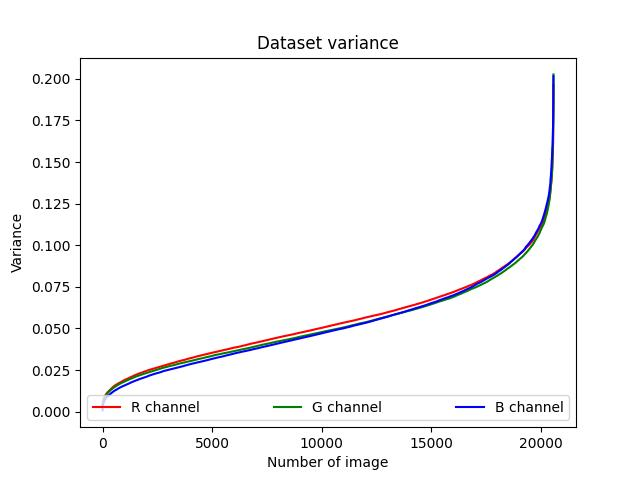 Dataset variance
0.200
0.175
0.150
0.125
0.100
0.075
0.050
0.025
0.000
Variance
R channel G channel B channel
0 5000 10000 15000 20000
Number of image